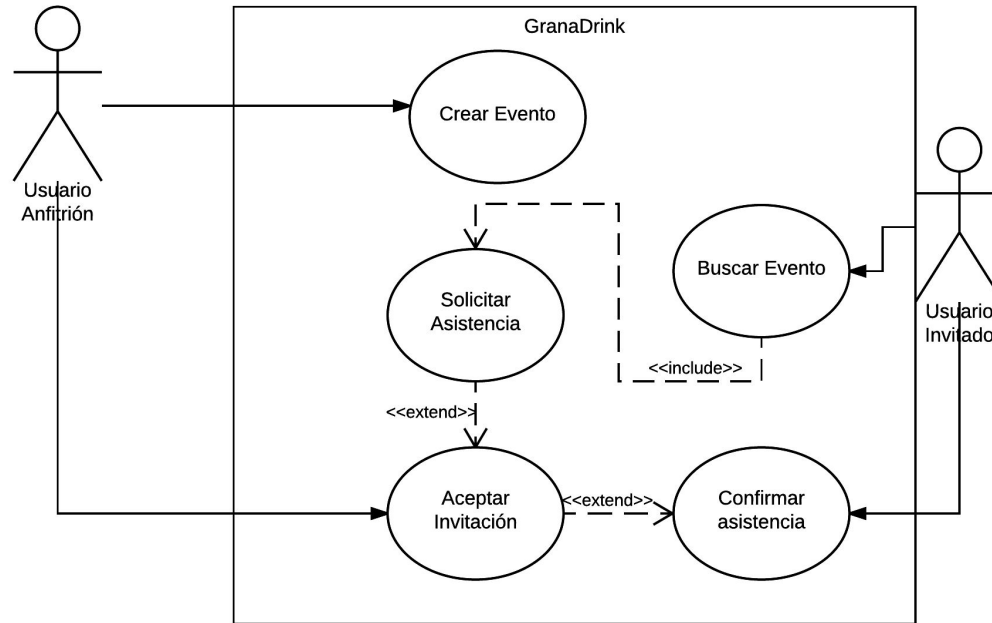 GranaDrink
Crear Evento
Usuario
Anfitrión
Buscar Evento
Solicitar
Asistencia
Usuario
Invitado
<<include>>
<<extend>>
Aceptar
Invitación
<<extend>>
Confirmar
asistencia